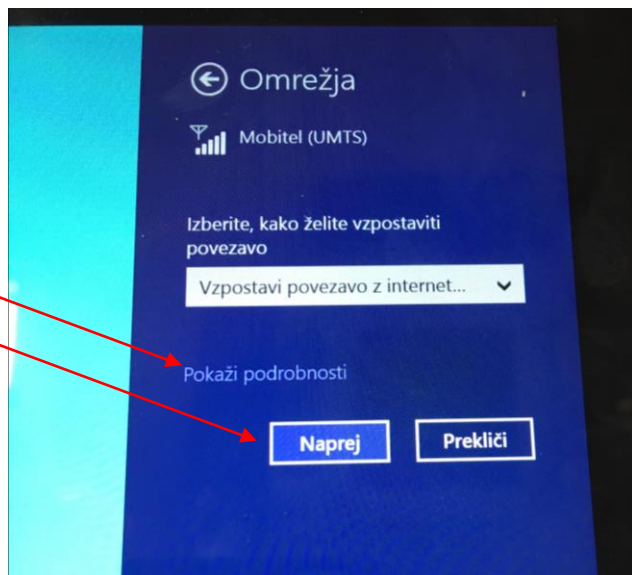 Omrežja
Mobitel (UMTS)
Izberite, kako želite vzpostaviti
povezavo
Vzpostavi povezavo z internet...
Pokaži podrobnosti
Naprej
Prekliči